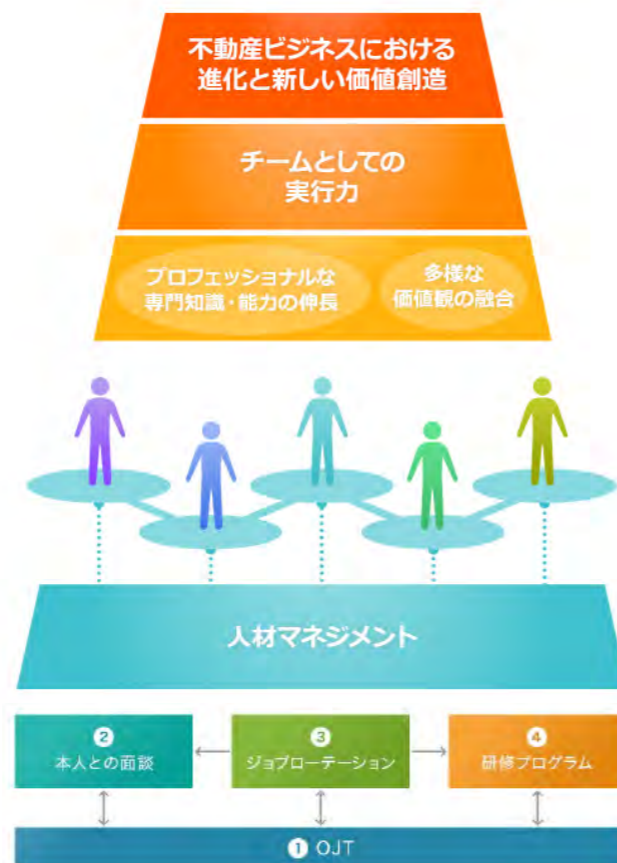 不動産ビジネスにおける
進化と新しい価値創造
チームとしての
実行力
プロフェッショナルな
専門知識・能力の伸長
多様な
価値観の融合
人材マネジメント
2
本人との面談
3
ジョブローテーション
4
研修プログラム
1 OJT